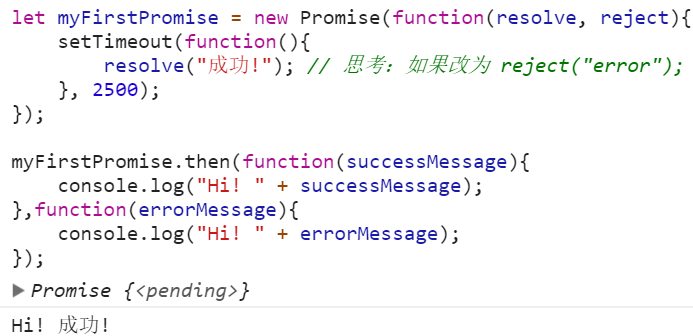 let myFirstPromise = new Promise(function(resolve, reject){
    setTimeout(function(){
        resolve("成功!"); // 思考：如果改为 reject("error");
    }, 2500);
});

myFirstPromise.then(function(successMessage){
    console.log("Hi! " + successMessage);
},function(errorMessage){
    console.log("Hi! " + errorMessage);
});
▶ Promise {<pending>}
Hi! 成功!